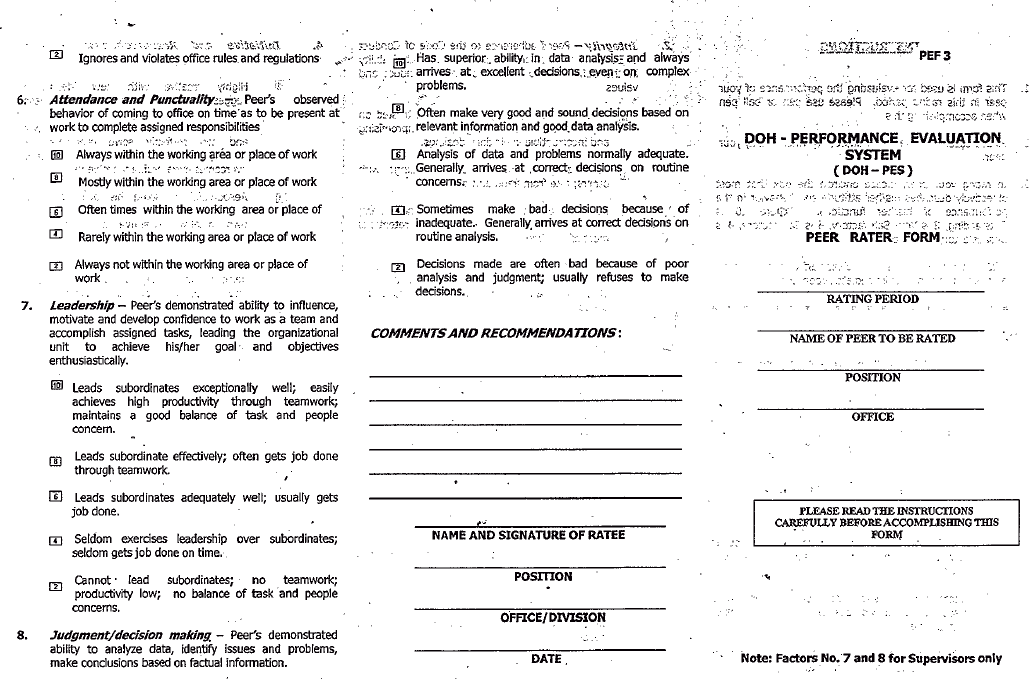 2 Ignores and violates office rules and regulations
6. Attendance and Punctuality Peer's observed
behavior of coming to office on time as to be present at
work to complete assigned responsibilities
10 Always within the working area or place of work
8 Mostly within the working area or place of work
6 Often times within the working area or place of
4 Rarely within the working area or place of work
2 Always not within the working area or place of
work
7. Leadership – Peer's demonstrated ability to influence,
motivate and develop confidence to work as a team and
accomplish assigned tasks, leading the organizational
unit to achieve his/her goal and objectives
enthusiastically.
10 Leads subordinates exceptionally well; easily
achieves high productivity through teamwork;
maintains a good balance of task and people
concern.
8 Leads subordinate effectively; often gets job done
through teamwork.
6 Leads subordinates adequately well; usually gets
job done.
4 Seldom exercises leadership over subordinates;
seldom gets job done on time.
2 Cannot lead subordinates; no teamwork;
productivity low; no balance of task and people
concerns.
8. Judgment/decision making – Peer's demonstrated
ability to analyze data, identify issues and problems,
make conclusions based on factual information.
10 Has superior ability in data analysis and always
arrives at excellent decisions even on complex
problems.
8 Often make very good and sound decisions based on
relevant information and good data analysis.
6 Analysis of data and problems normally adequate.
Generally arrives at correct decisions on routine
concerns.
4 Sometimes make bad decisions because of
inadequate. Generally arrives at correct decisions on
routine analysis.
2 Decisions made are often bad because of poor
analysis and judgment; usually refuses to make
decisions.
COMMENTS AND RECOMMENDATIONS :
NAME AND SIGNATURE OF RATEE
POSITION
OFFICE/DIVISION
DATE
PEF 3
DOH - PERFORMANCE EVALUATION
SYSTEM
( DOH – PES )
PEER RATER FORM
RATING PERIOD
NAME OF PEER TO BE RATED
POSITION
OFFICE
PLEASE READ THE INSTRUCTIONS
CAREFULLY BEFORE ACCOMPLISHING THIS
FORM
Note: Factors No. 7 and 8 for Supervisors only